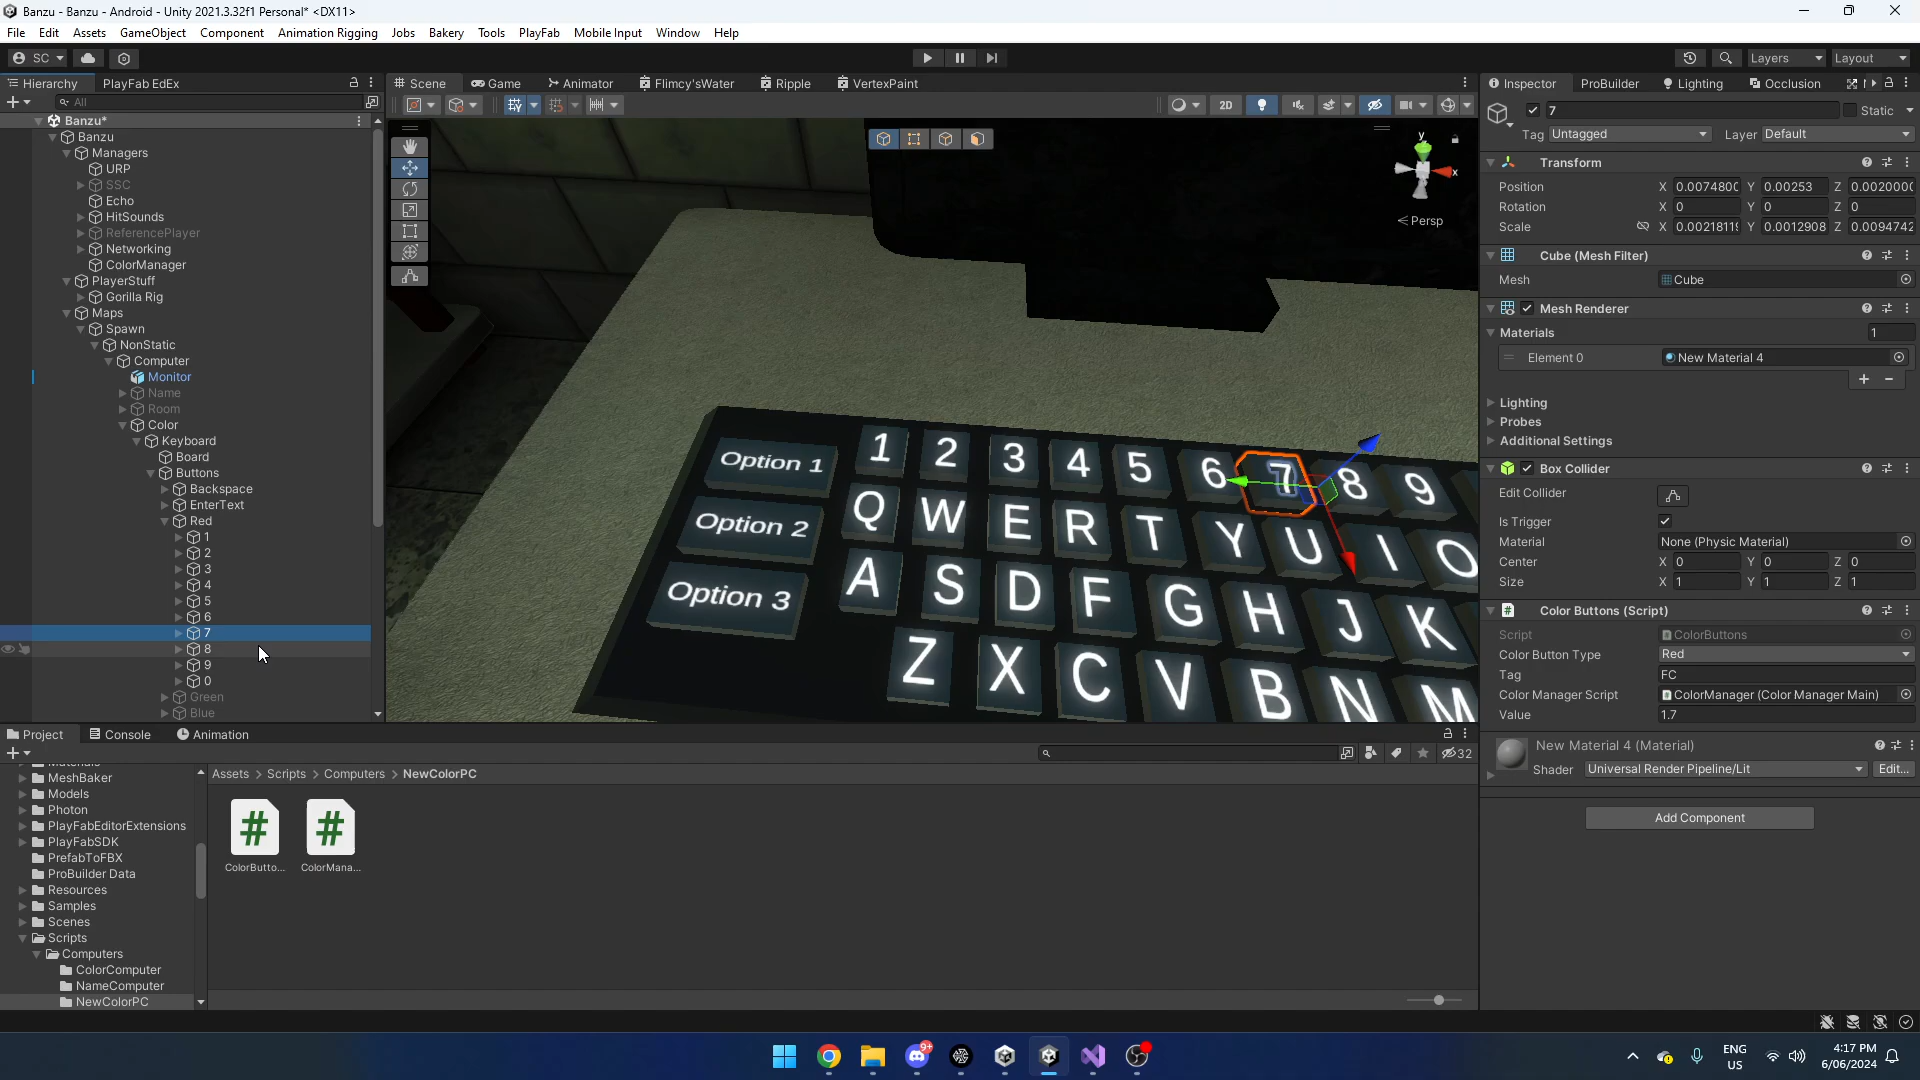 Banzu - Banzu - Android - Unity 2021.3.32f1 Personal* <DX11>
File Edit Assets GameObject Component Animation Rigging Jobs Bakery Tools PlayFab Mobile Input Window Help
SC Layers Layout
Hierarchy PlayFab EdEx
All
Banzu*
Banzu
Managers
URP
SSC
Echo
HitSounds
ReferencePlayer
Networking
ColorManager
PlayerStuff
Gorilla Rig
Maps
Spawn
NonStatic
Computer
Monitor
Name
Room
Color
Keyboard
Board
Buttons
Backspace
EnterText
Red
1
2
3
4
5
6
7
8
9
0
Green
Blue
Scene Game Animator Flimcy'sWater Ripple VertexPaint
2D
y
x
Persp
Option 1 1 2 3 4 5 6 7 8 9
Option 2 Q W E R T Y U I O
Option 3 A S D F G H J K
Z X C V B N M
Inspector ProBuilder Lighting Occlusion
7 Static
Tag Untagged Layer Default
Transform
Position X 0.0074800 Y 0.00253 Z 0.0020000
Rotation X 0 Y 0 Z 0
Scale X 0.0021811 Y 0.0012908 Z 0.0094742
Cube (Mesh Filter)
Mesh Cube
Mesh Renderer
Materials 1
Element 0 New Material 4
Lighting
Probes
Additional Settings
Box Collider
Edit Collider
Is Trigger
Material None (Physic Material)
Center X 0 Y 0 Z 0
Size X 1 Y 1 Z 1
Color Buttons (Script)
Script ColorButtons
Color Button Type Red
Tag FC
Color Manager Script ColorManager (Color Manager Main)
Value 1.7
New Material 4 (Material)
Shader Universal Render Pipeline/Lit Edit...
Add Component
Project Console Animation
32
MeshBaker
Models
Photon
PlayFabEditorExtensions
PlayFabSDK
PrefabToFBX
ProBuilder Data
Resources
Samples
Scenes
Scripts
Computers
ColorComputer
NameComputer
NewColorPC
Assets > Scripts > Computers > NewColorPC
# #
ColorButto... ColorMana...
9+
ENG
US
4:17 PM
6/06/2024